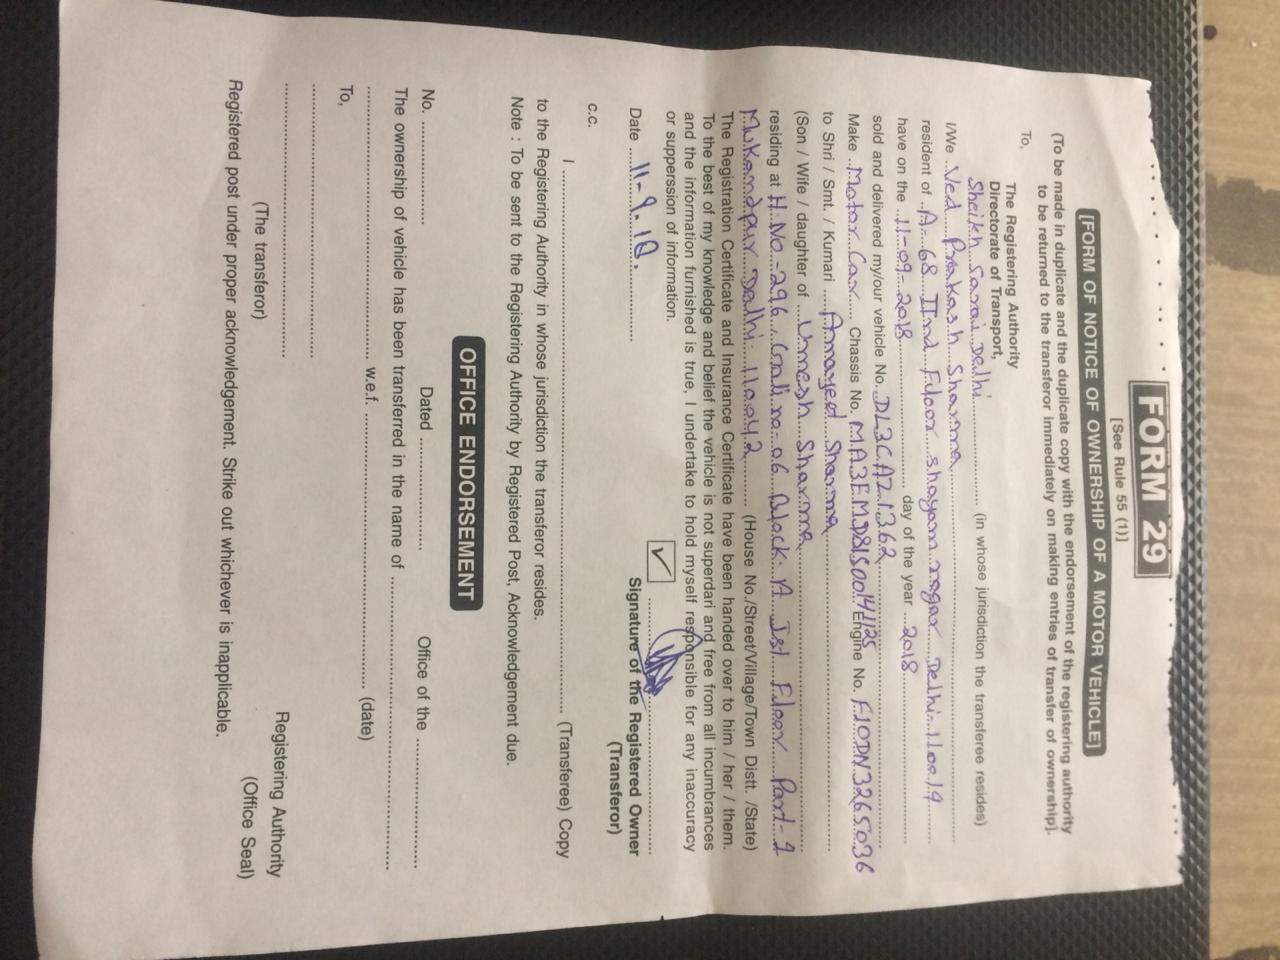 FORM 29
[See Rule 55 (1)]
[FORM OF NOTICE OF OWNERSHIP OF A MOTOR VEHICLE]
(To be made in duplicate and the duplicate copy with the endorsement of the registering authority
to be returned to the transferor immediately on making entries of transfer of ownership).
To,
The Registering Authority
Directorate of Transport,
Sheikh Sarai Delhi (in whose jurisdiction the transferee resides)
I/We Ved Prakash Sharma
resident of A-68 IInd Floor Shayam nagar Delhi-110019
have on the 11-09-2018 day of the year 2018
sold and delivered my/our vehicle No. DL3CAZ1362
Make Motor Car Chassis No. MA3FMD81S00141125 Engine No. F10DN3265036
to Shri / Smt. / Kumari Sharma
(Son / Wife / daughter of Umesh Sharma
residing at H.No-296, Gali no-06 Block-A Ist Floor Part-1
Mukandpur Delhi 110042 (House No./Street/Village/Town Distt. /State)
The Registration Certificate and Insurance Certificate have been handed over to him / her / them.
To the best of my knowledge and belief the vehicle is not superdari and free from all incumbrances
and the information furnished is true, I undertake to hold myself responsible for any inaccuracy
or supperssion of information.
Date 11-9-18.
Signature of the Registered Owner
(Transferor)
c.c.
I (Transferee) Copy
to the Registering Authority in whose jurisdiction the transferor resides.
Note : To be sent to the Registering Authority by Registered Post, Acknowledgement due.
OFFICE ENDORSEMENT
No. Dated Office of the
The ownership of vehicle has been transferred in the name of
w.e.f. (date)
To,
Registering Authority
(The transferor) (Office Seal)
Registered post under proper acknowledgement. Strike out whichever is inapplicable.